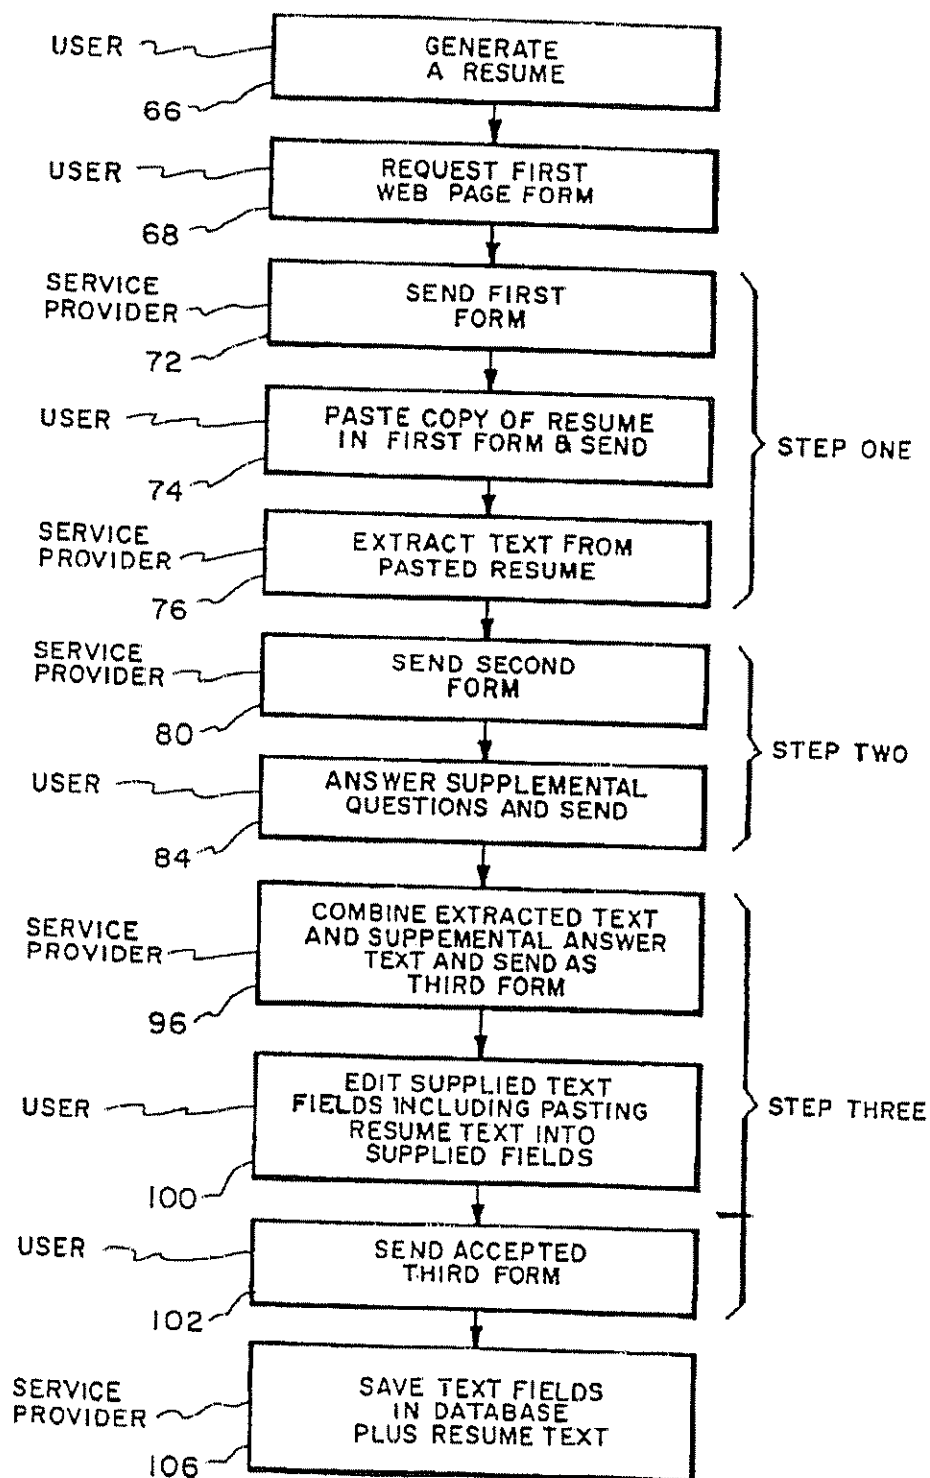 USER
GENERATE
A RESUME
66
USER
REQUEST FIRST
WEB PAGE FORM
68
SERVICE
PROVIDER
SEND FIRST
FORM
72
USER
PASTE COPY OF RESUME
IN FIRST FORM & SEND
74
SERVICE
PROVIDER
EXTRACT TEXT FROM
PASTED RESUME
76
STEP ONE
SERVICE
PROVIDER
SEND SECOND
FORM
80
USER
ANSWER SUPPLEMENTAL
QUESTIONS AND SEND
84
STEP TWO
SERVICE
PROVIDER
COMBINE EXTRACTED TEXT
AND SUPPEMENTAL ANSWER
TEXT AND SEND AS
THIRD FORM
96
USER
EDIT SUPPLIED TEXT
FIELDS INCLUDING PASTING
RESUME TEXT INTO
SUPPLIED FIELDS
100
STEP THREE
USER
SEND ACCEPTED
THIRD FORM
102
SERVICE
PROVIDER
SAVE TEXT FIELDS
IN DATABASE
PLUS RESUME TEXT
106